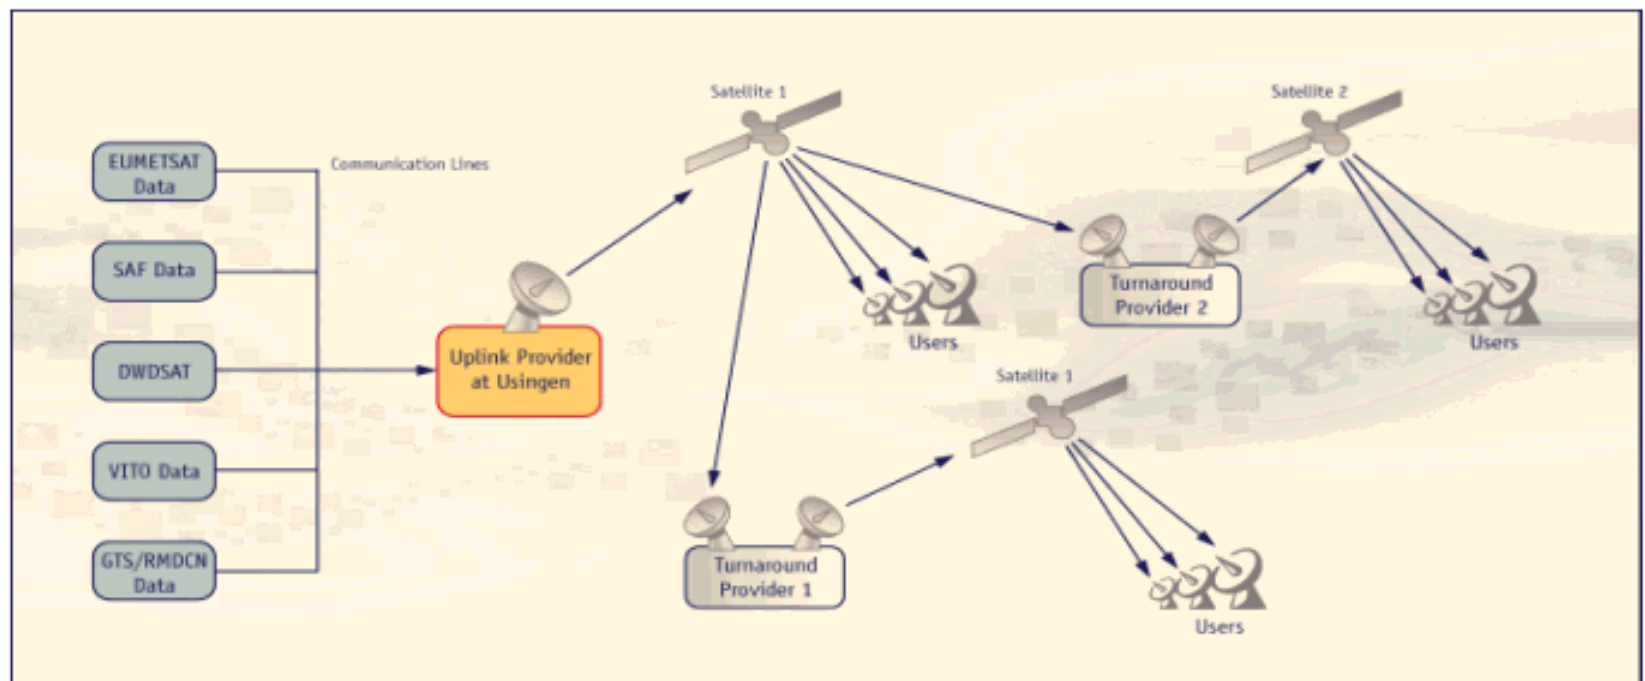 Satellite 1
Satellite 2
EUMETSAT
Data
Communication Lines
SAF Data
DWDSAT
VITO Data
GTS/RMDCN
Data
Uplink Provider
at Usingen
Users
Turnaround
Provider 2
Users
Satellite 1
Turnaround
Provider 1
Users